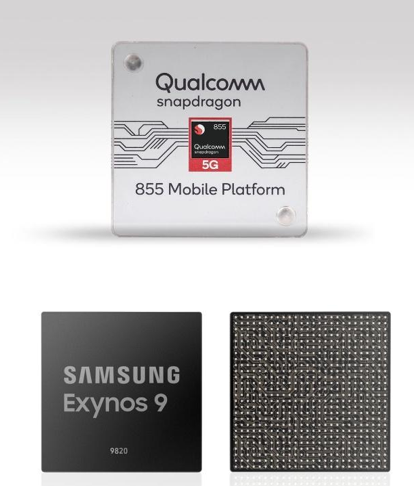 Qualcomm
snapdragon
855
Qualcomm
snapdragon
5G
855 Mobile Platform
SAMSUNG
Exynos 9
9820